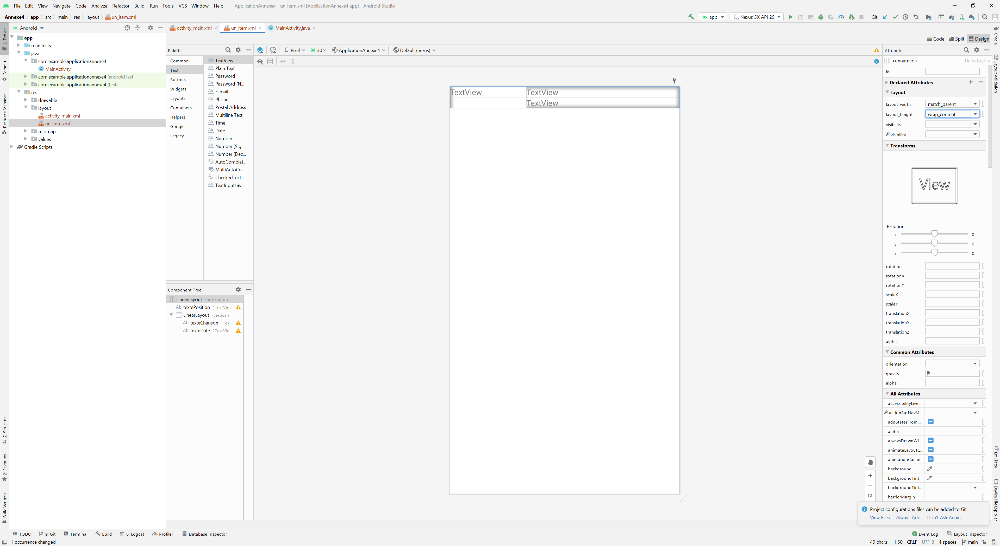 File Edit View Navigate Code Analyze Refactor Build Run Tools VCS Window Help ApplicationAnnexe4 - un_item.xml [ApplicationAnnexe4.app] - Android Studio
Annexe4 app src main res layout un_item.xml app Nexus 5X API 29 Git:
1: Project
Commit
Resource Manager
7: Structure
2: Favorites
Build Variants
Android
app
manifests
java
com.example.applicationannexe4
MainActivity
com.example.applicationannexe4 (androidTest)
com.example.applicationannexe4 (test)
res
drawable
layout
activity_main.xml
un_item.xml
mipmap
values
Gradle Scripts
activity_main.xml un_item.xml MainActivity.java
Code Split Design
Palette
Common
Text
Buttons
Widgets
Layouts
Containers
Helpers
Google
Legacy
Ab TextView
Ab Plain Text
Ab Password
Ab Password (N...
Ab E-mail
Ab Phone
Ab Postal Address
Ab Multiline Text
Ab Time
Ab Date
Ab Number
Ab Number (Sig...
Ab Number (Dec...
Ab AutoComplet...
MultiAutoCo...
CheckedText...
Ab TextInputLay...
Component Tree
LinearLayout (horizontal)
Ab textePosition "TextVie...
LinearLayout (vertical)
Ab texteChanson "Tex...
Ab texteDate "TextVie...
Pixel 30 ApplicationAnnexe4 Default (en-us)
TextView TextView
TextView
1:1
Attributes
<unnamed> LinearLayout
id
Declared Attributes
Layout
layout_width match_parent
layout_height wrap_content
visibility
visibility
Transforms
View
Rotation
x 0
y 0
z 0
rotation
rotationX
rotationY
scaleX
scaleY
translationX
translationY
translationZ
alpha
Common Attributes
orientation
gravity
alpha
All Attributes
accessibilityLive...
actionBarNavM...
addStatesFrom...
alpha
alwaysDrawnWi...
animateLayoutC...
animationCache
background
backgroundTint
backgroundTint...
barrierMargin
Project configurations files can be added to Git
View Files Always Add Don't Ask Again
Gradle
Layout Validation
Emulator
Device File Explorer
TODO 9: Git Terminal Build 6: Logcat Profiler Database Inspector 1 Event Log Layout Inspector
1 occurrence changed 49 chars 1:50 CRLF UTF-8 4 spaces main